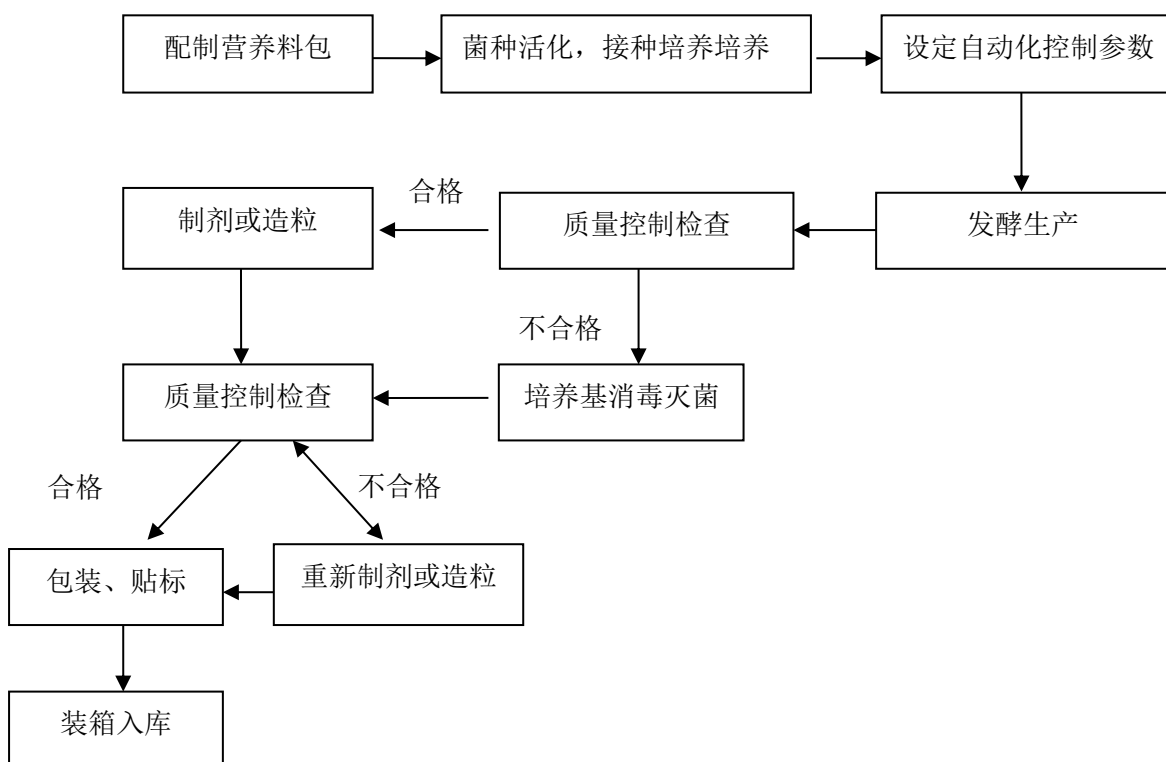 配制营养料包
菌种活化，接种培养培养
设定自动化控制参数
制剂或造粒
合格
质量控制检查
发酵生产
不合格
质量控制检查
培养基消毒灭菌
合格
不合格
包装、贴标
重新制剂或造粒
装箱入库